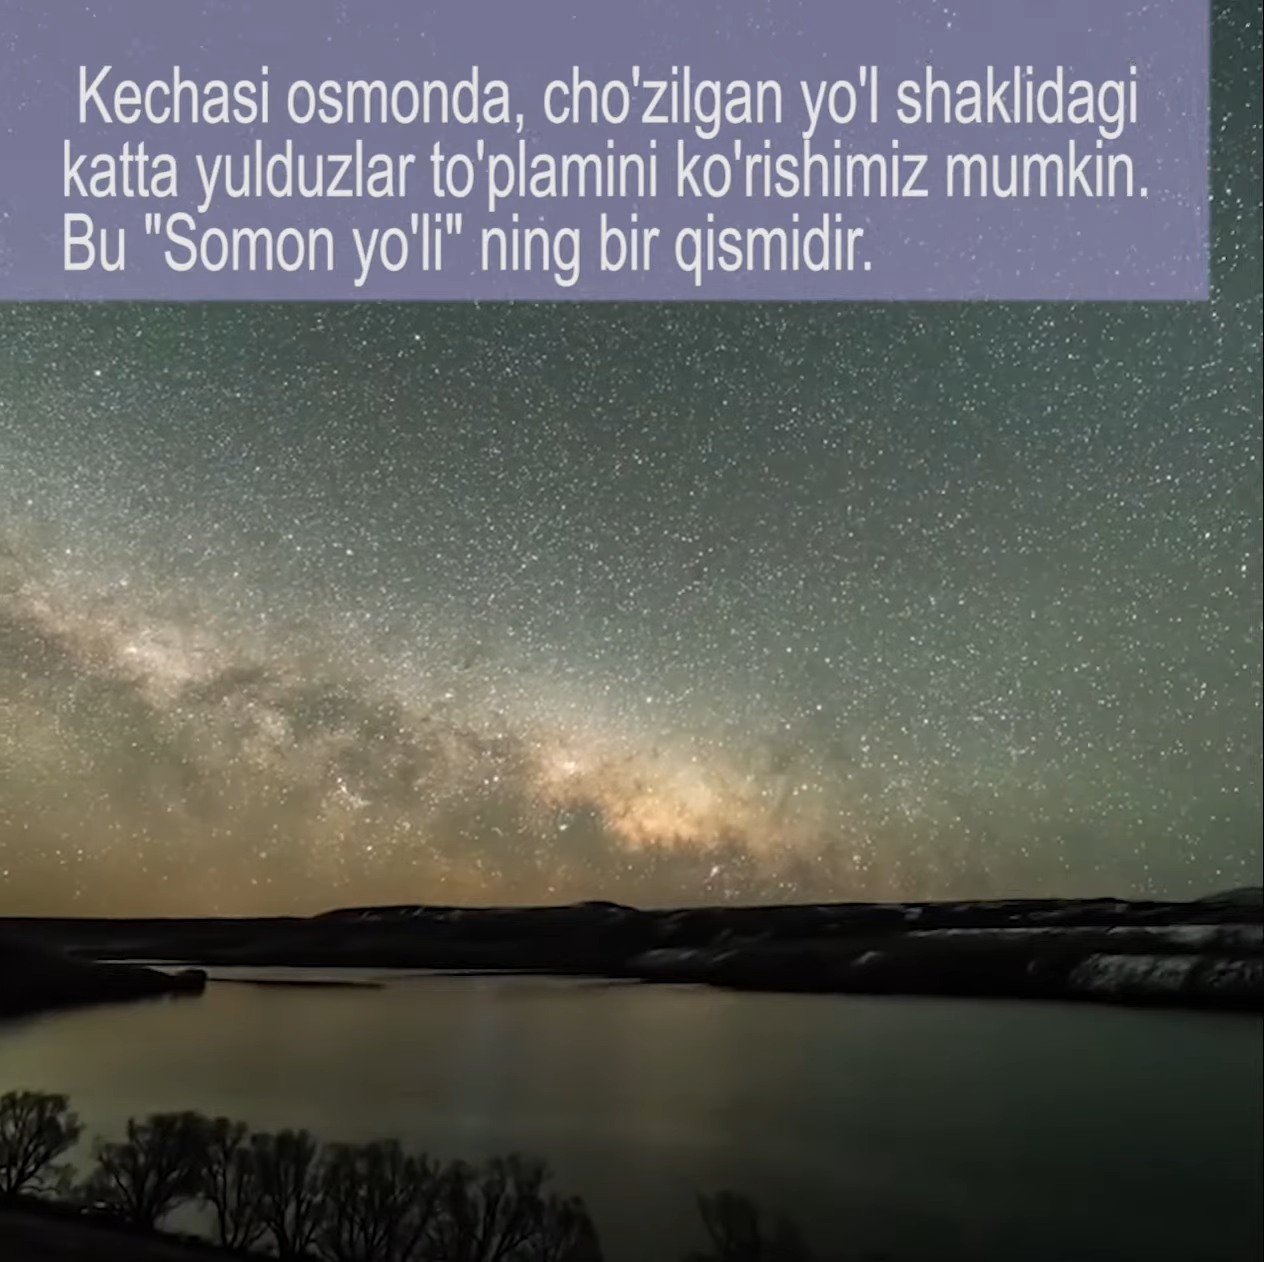 Kechasi osmonda, cho'zilgan yo'l shaklidagi
katta yulduzlar to'plamini ko'rishimiz mumkin.
Bu "Somon yo'li" ning bir qismidir.